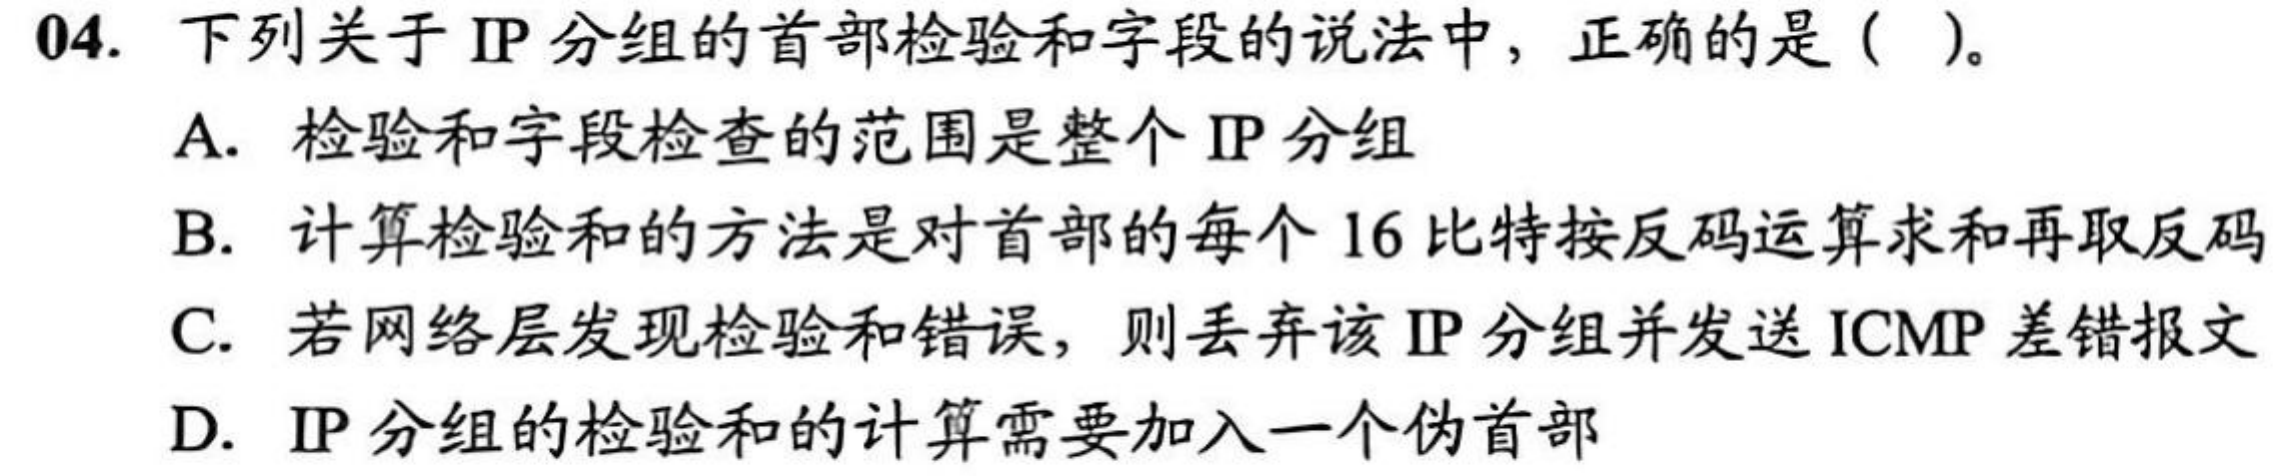 04. 下列关于 IP 分组的首部检验和字段的说法中，正确的是（ ）。
A. 检验和字段检查的范围是整个 IP 分组
B. 计算检验和的方法是对首部的每个 16 比特按反码运算求和再取反码
C. 若网络层发现检验和错误，则丢弃该 IP 分组并发送 ICMP 差错报文
D. IP 分组的检验和的计算需要加入一个伪首部